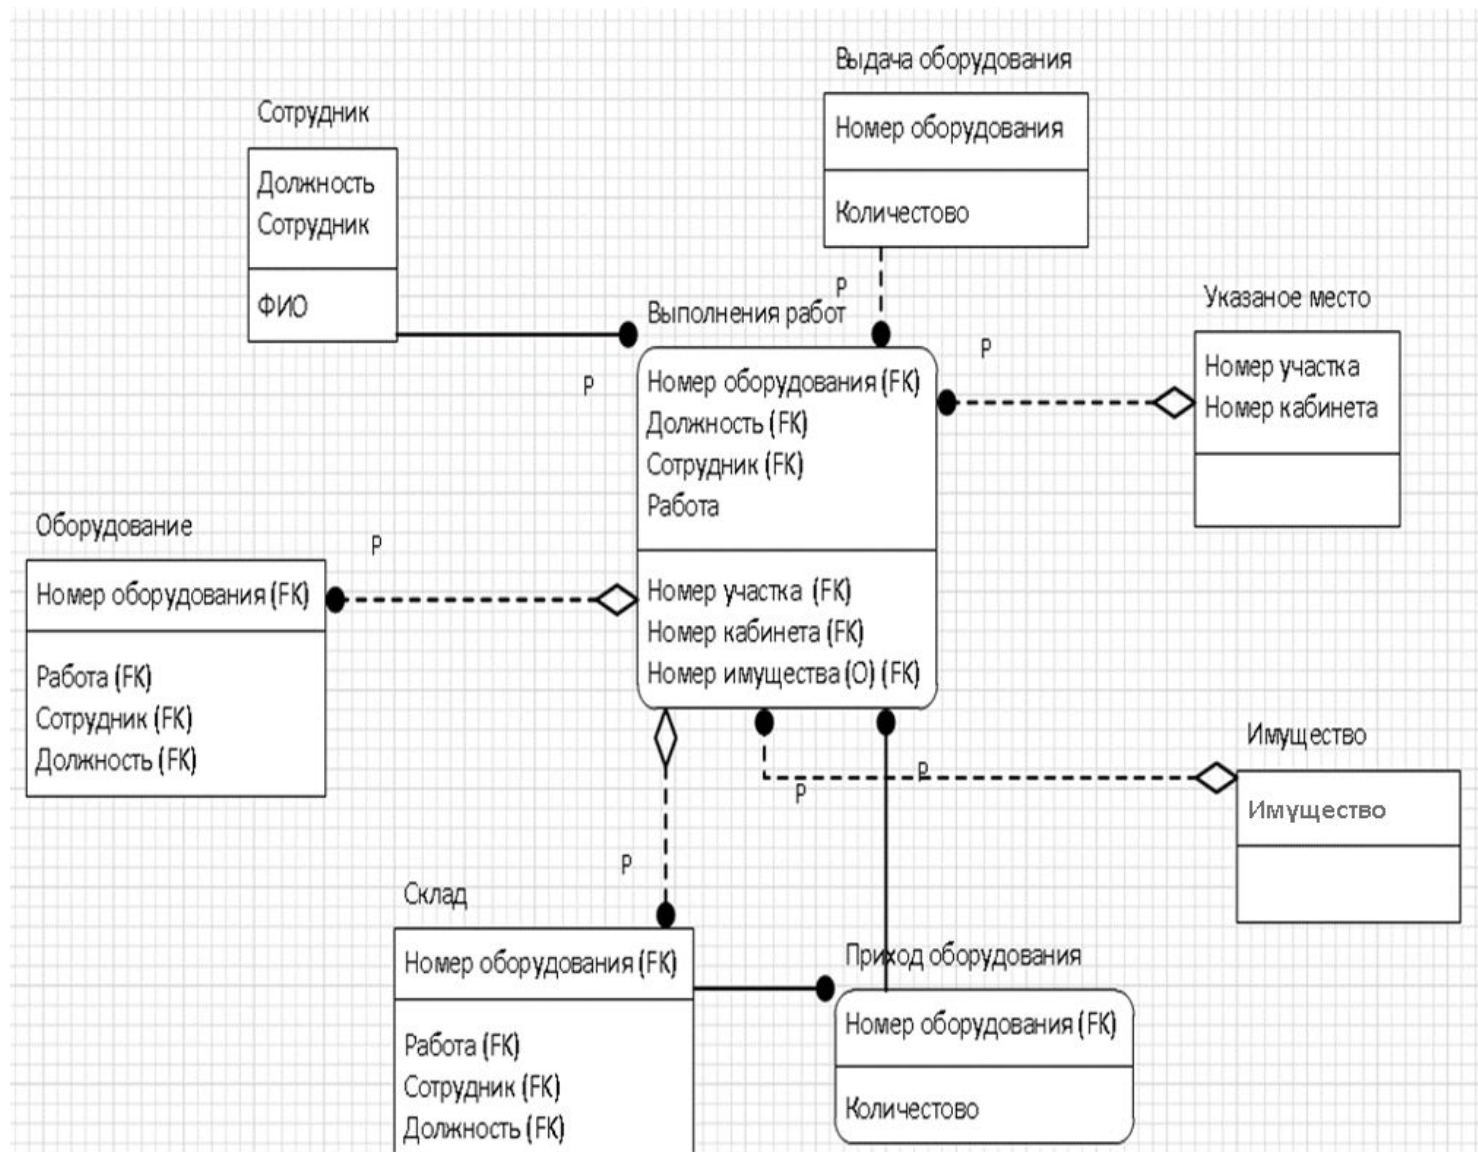 Выдача оборудования
Номер оборудования
Количестово
Сотрудник
Должность
Сотрудник
ФИО
P
Выполнения работ
Номер оборудования (FK)
Должность (FK)
Сотрудник (FK)
Работа
Номер участка (FK)
Номер кабинета (FK)
Номер имущества (O) (FK)
P
Указаное место
Номер участка
Номер кабинета
P
Оборудование
Номер оборудования (FK)
Работа (FK)
Сотрудник (FK)
Должность (FK)
P
Имущество
Имущество
P
P
P
Склад
Номер оборудования (FK)
Работа (FK)
Сотрудник (FK)
Должность (FK)
Приход оборудования
Номер оборудования (FK)
Количестово